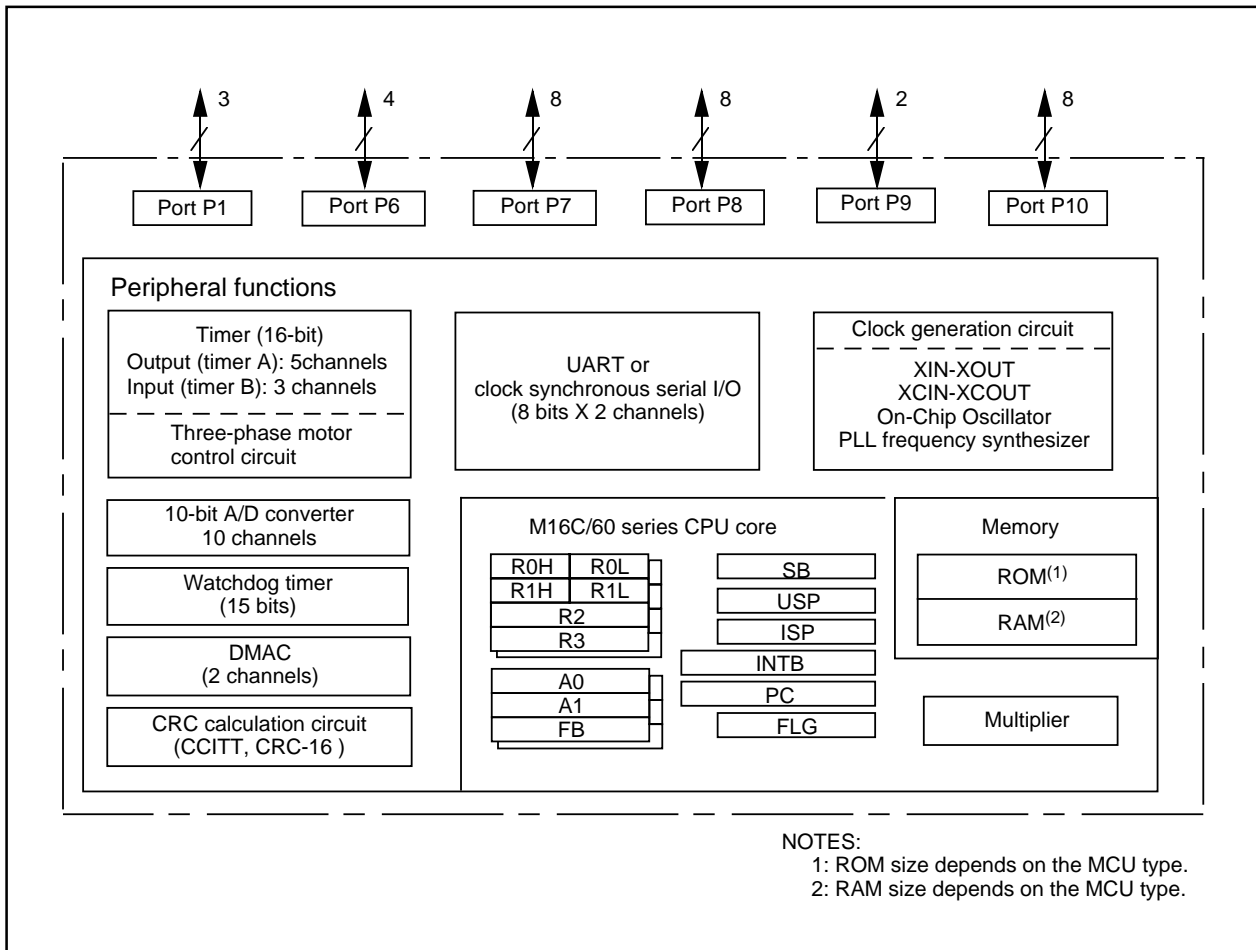 3
4
8
8
2
8
Port P1
Port P6
Port P7
Port P8
Port P9
Port P10
Peripheral functions
Timer (16-bit)
Output (timer A): 5channels
Input (timer B): 3 channels
Three-phase motor
control circuit
UART or
clock synchronous serial I/O
(8 bits X 2 channels)
Clock generation circuit
XIN-XOUT
XCIN-XCOUT
On-Chip Oscillator
PLL frequency synthesizer
10-bit A/D converter
10 channels
Watchdog timer
(15 bits)
DMAC
(2 channels)
CRC calculation circuit
(CCITT, CRC-16 )
M16C/60 series CPU core
R0H
R0L
R1H
R1L
R2
R3
A0
A1
FB
SB
USP
ISP
INTB
PC
FLG
Memory
ROM(1)
RAM(2)
Multiplier
NOTES:
1: ROM size depends on the MCU type.
2: RAM size depends on the MCU type.